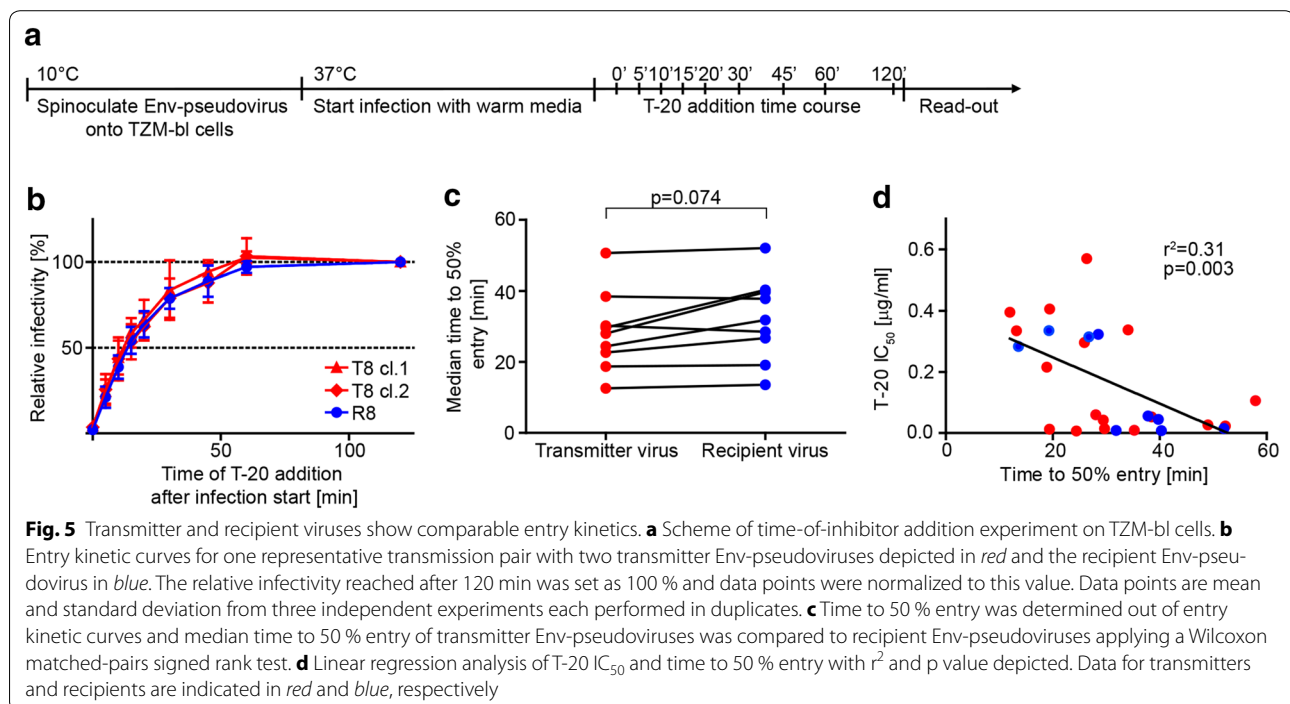 a
10°C
37°C
0' 5' 10' 15' 20' 30' 45' 60' 120'
Spinoculate Env-pseudovirus
onto TZM-bl cells
Start infection with warm media
T-20 addition time course
Read-out
b
Relative infectivity [%]
100
50
T8 cl.1
T8 cl.2
R8
50
100
Time of T-20 addition
after infection start [min]
c
p=0.074
Median time to 50%
entry [min]
60
40
20
0
Transmitter virus
Recipient virus
d
T-20 IC50 [µg/ml]
0.6
0.4
0.2
0.0
r²=0.31
p=0.003
20
40
60
Time to 50% entry [min]
Fig. 5 Transmitter and recipient viruses show comparable entry kinetics. a Scheme of time-of-inhibitor addition experiment on TZM-bl cells. b
Entry kinetic curves for one representative transmission pair with two transmitter Env-pseudoviruses depicted in red and the recipient Env-pseu-
dovirus in blue. The relative infectivity reached after 120 min was set as 100 % and data points were normalized to this value. Data points are mean
and standard deviation from three independent experiments each performed in duplicates. c Time to 50 % entry was determined out of entry
kinetic curves and median time to 50 % entry of transmitter Env-pseudoviruses was compared to recipient Env-pseudoviruses applying a Wilcoxon
matched-pairs signed rank test. d Linear regression analysis of T-20 IC50 and time to 50 % entry with r² and p value depicted. Data for transmitters
and recipients are indicated in red and blue, respectively